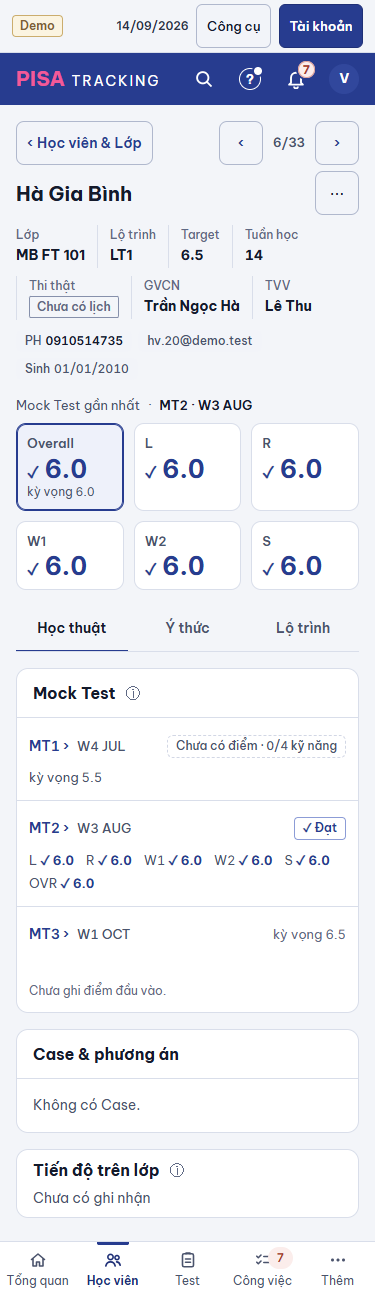 Demo 14/09/2026 Công cụ Tài khoản
PISA TRACKING ? 7 V
‹ Học viên & Lớp ‹ 6/33 ›
Hà Gia Bình ...
Lớp Lộ trình Target Tuần học
MB FT 101 LT1 6.5 14
Thi thật GVCN TVV
Chưa có lịch Trần Ngọc Hà Lê Thu
PH 0910514735 hv.20@demo.test
Sinh 01/01/2010
Mock Test gần nhất · MT2 · W3 AUG
Overall L R
✓ 6.0 ✓ 6.0 ✓ 6.0
kỳ vọng 6.0
W1 W2 S
✓ 6.0 ✓ 6.0 ✓ 6.0
Học thuật Ý thức Lộ trình
Mock Test ⓘ
MT1 › W4 JUL Chưa có điểm · 0/4 kỹ năng
kỳ vọng 5.5
MT2 › W3 AUG ✓ Đạt
L ✓ 6.0 R ✓ 6.0 W1 ✓ 6.0 W2 ✓ 6.0 S ✓ 6.0
OVR ✓ 6.0
MT3 › W1 OCT kỳ vọng 6.5
Chưa ghi điểm đầu vào.
Case & phương án
Không có Case.
Tiến độ trên lớp ⓘ
Chưa có ghi nhận
7
Tổng quan Học viên Test Công việc Thêm